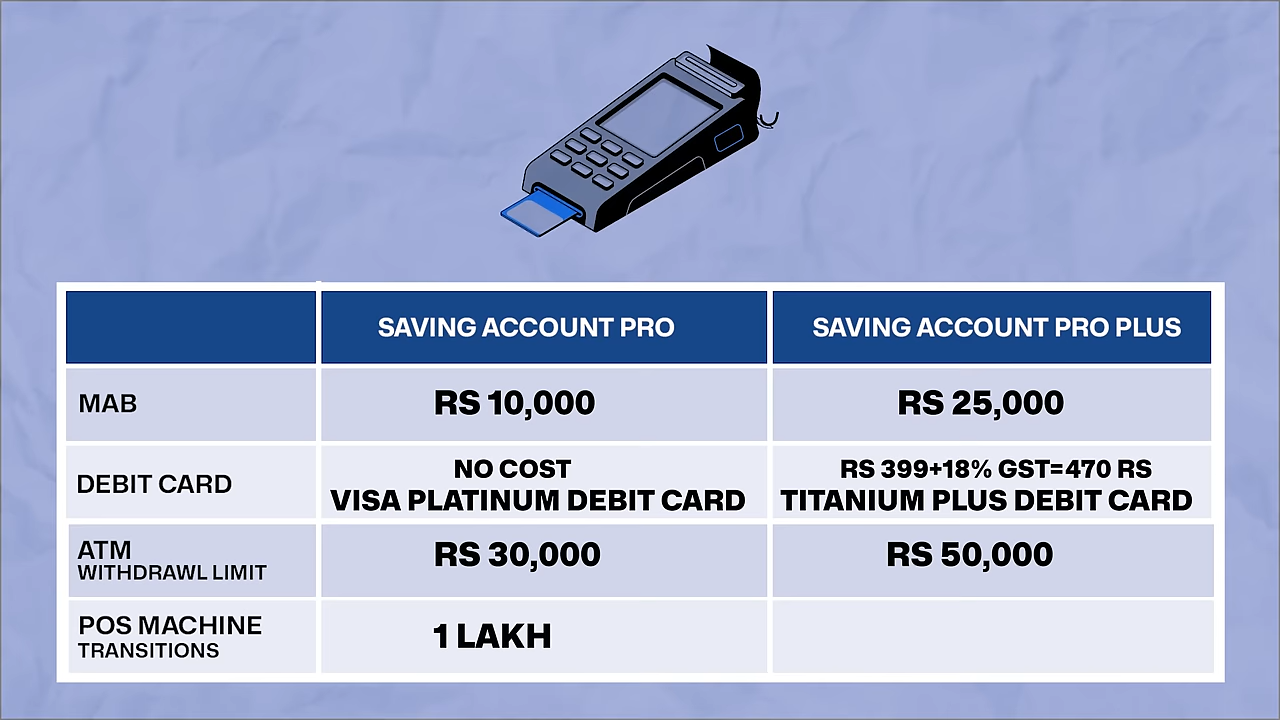 SAVING ACCOUNT PRO
SAVING ACCOUNT PRO PLUS
MAB
RS 10,000
RS 25,000
DEBIT CARD
NO COST
VISA PLATINUM DEBIT CARD
RS 399+18% GST=470 RS
TITANIUM PLUS DEBIT CARD
ATM
WITHDRAWL LIMIT
RS 30,000
RS 50,000
POS MACHINE
TRANSITIONS
1 LAKH